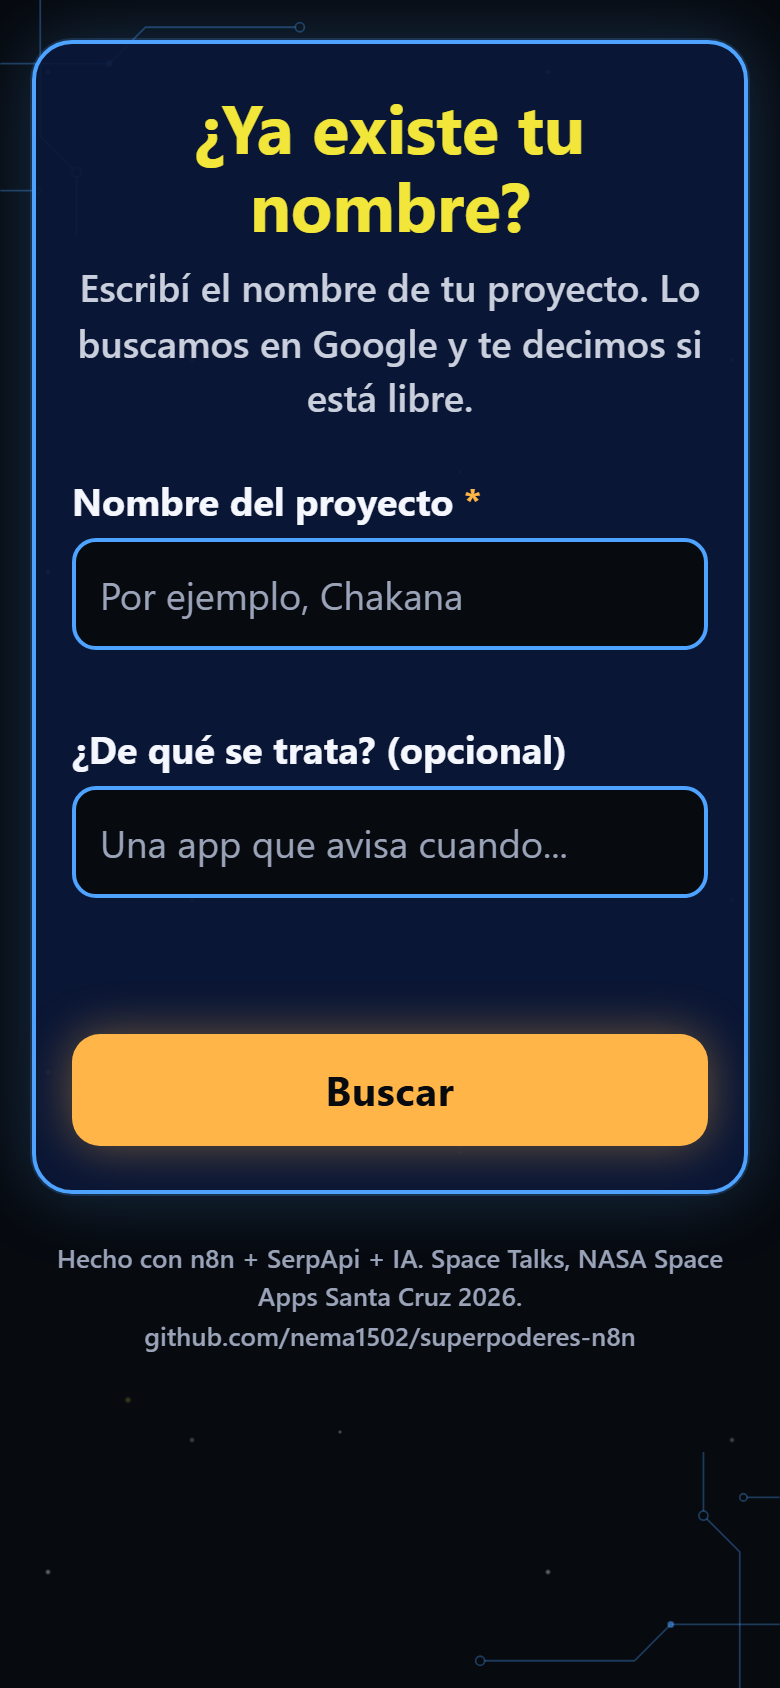 ¿Ya existe tu
nombre?
Escribí el nombre de tu proyecto. Lo
buscamos en Google y te decimos si
está libre.
Nombre del proyecto *
Por ejemplo, Chakana
¿De qué se trata? (opcional)
Una app que avisa cuando...
Buscar
Hecho con n8n + SerpApi + IA. Space Talks, NASA Space
Apps Santa Cruz 2026.
github.com/nema1502/superpoderes-n8n